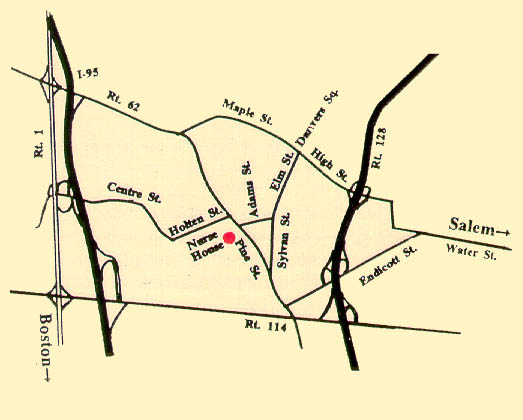 I-95
Rt. 62
Maple St.
Danvers Sq.
Rt. 1
Rt. 128
High St.
Elm St.
Adams St.
Centre St.
Holten St.
Nurse
House
Pine St.
Sylvan St.
Salem→
Water St.
Endicott St.
Rt. 114
Boston→